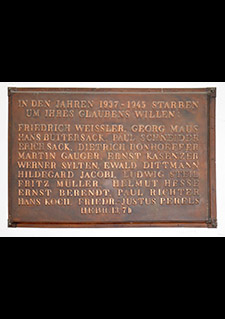 IN DEN JAHREN 1937-1945 STARBEN
UM IHRES GLAUBENS WILLEN:
FRIEDRICH WEISSLER, GEORG MAUS
HANS BUTTERSACK, PAUL SCHNEIDER
ERICH SACK, DIETRICH BONHOEFFER
MARTIN GAUGER, ERNST KASENZER
WERNER SYLTEN, EWALD DITTMANN
HILDEGARD JACOBI, LUDWIG STEIL
FRITZ MÜLLER, HELMUT HESSE
ERNST BERENDT, PAUL RICHTER
HANS KOCH, FRIEDR.-JUSTUS PERELS
HEBR. 13,7b